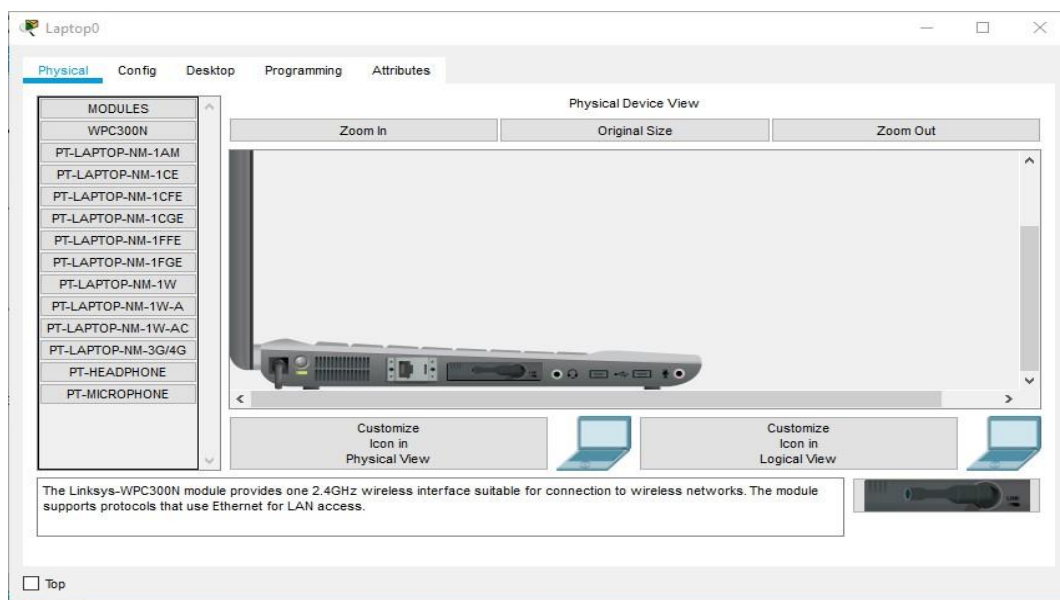 Laptop0
Physical Config Desktop Programming Attributes
MODULES
WPC300N
PT-LAPTOP-NM-1AM
PT-LAPTOP-NM-1CE
PT-LAPTOP-NM-1CFE
PT-LAPTOP-NM-1CGE
PT-LAPTOP-NM-1FFE
PT-LAPTOP-NM-1FGE
PT-LAPTOP-NM-1W
PT-LAPTOP-NM-1W-A
PT-LAPTOP-NM-1W-AC
PT-LAPTOP-NM-3G/4G
PT-HEADPHONE
PT-MICROPHONE
Physical Device View
Zoom In Original Size Zoom Out
Customize
Icon in
Physical View
Customize
Icon in
Logical View
The Linksys-WPC300N module provides one 2.4GHz wireless interface suitable for connection to wireless networks. The module
supports protocols that use Ethernet for LAN access.
Top